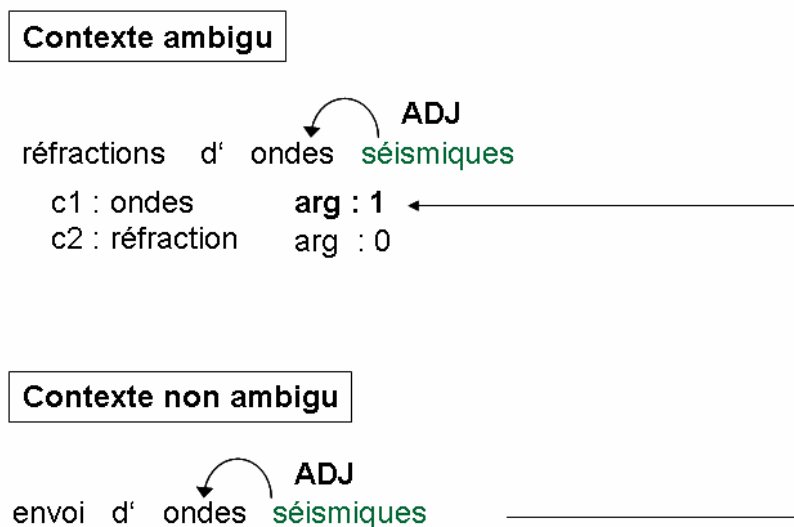 Contexte ambigu
ADJ
réfractions d‘ ondes séismiques
c1 : ondes arg : 1
c2 : réfraction arg : 0
Contexte non ambigu
ADJ
envoi d‘ ondes séismiques